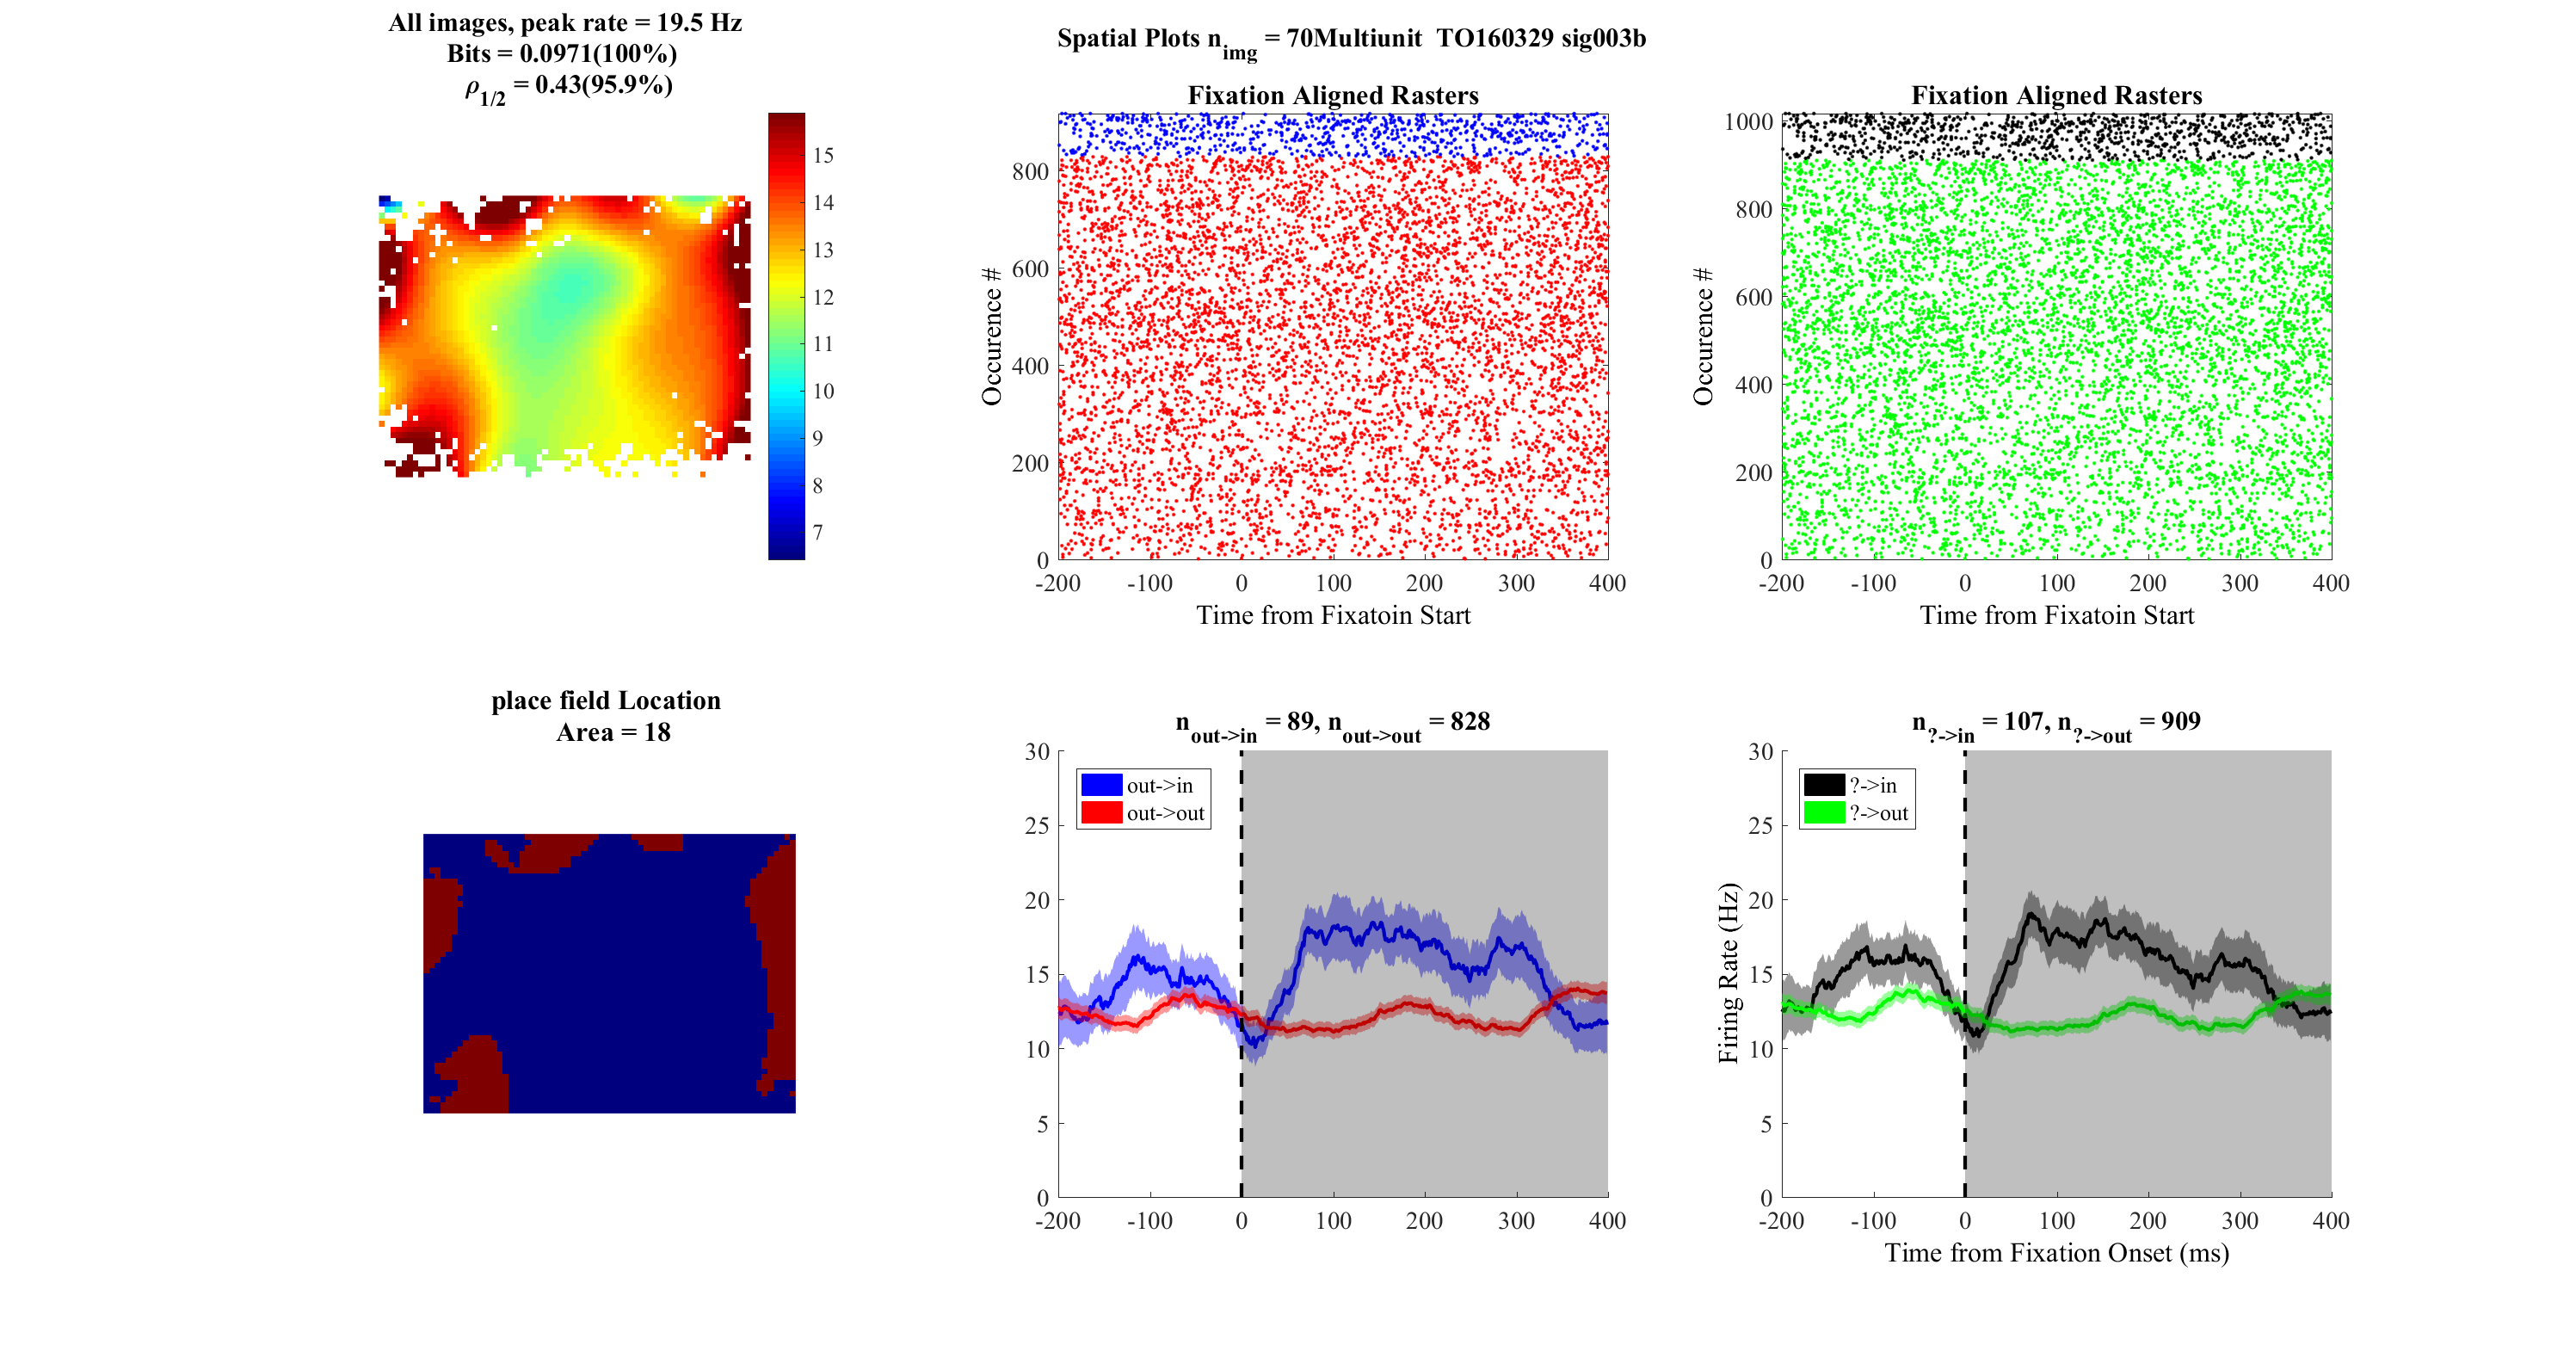 All images, peak rate = 19.5 Hz
Bits = 0.0971(100%)
ρ1/2 = 0.43(95.9%)
15
14
13
12
11
10
9
8
7
Spatial Plots nimg = 70Multiunit TO160329 sig003b
Fixation Aligned Rasters
Occurence #
800
600
400
200
0
-200 -100 0 100 200 300 400
Time from Fixatoin Start
Fixation Aligned Rasters
Occurence #
1000
800
600
400
200
0
-200 -100 0 100 200 300 400
Time from Fixatoin Start
place field Location
Area = 18
nout->in = 89, nout->out = 828
30
25
20
15
10
5
0
out->in
out->out
-200 -100 0 100 200 300 400
n?->in = 107, n?->out = 909
Firing Rate (Hz)
30
25
20
15
10
5
0
?->in
?->out
-200 -100 0 100 200 300 400
Time from Fixation Onset (ms)